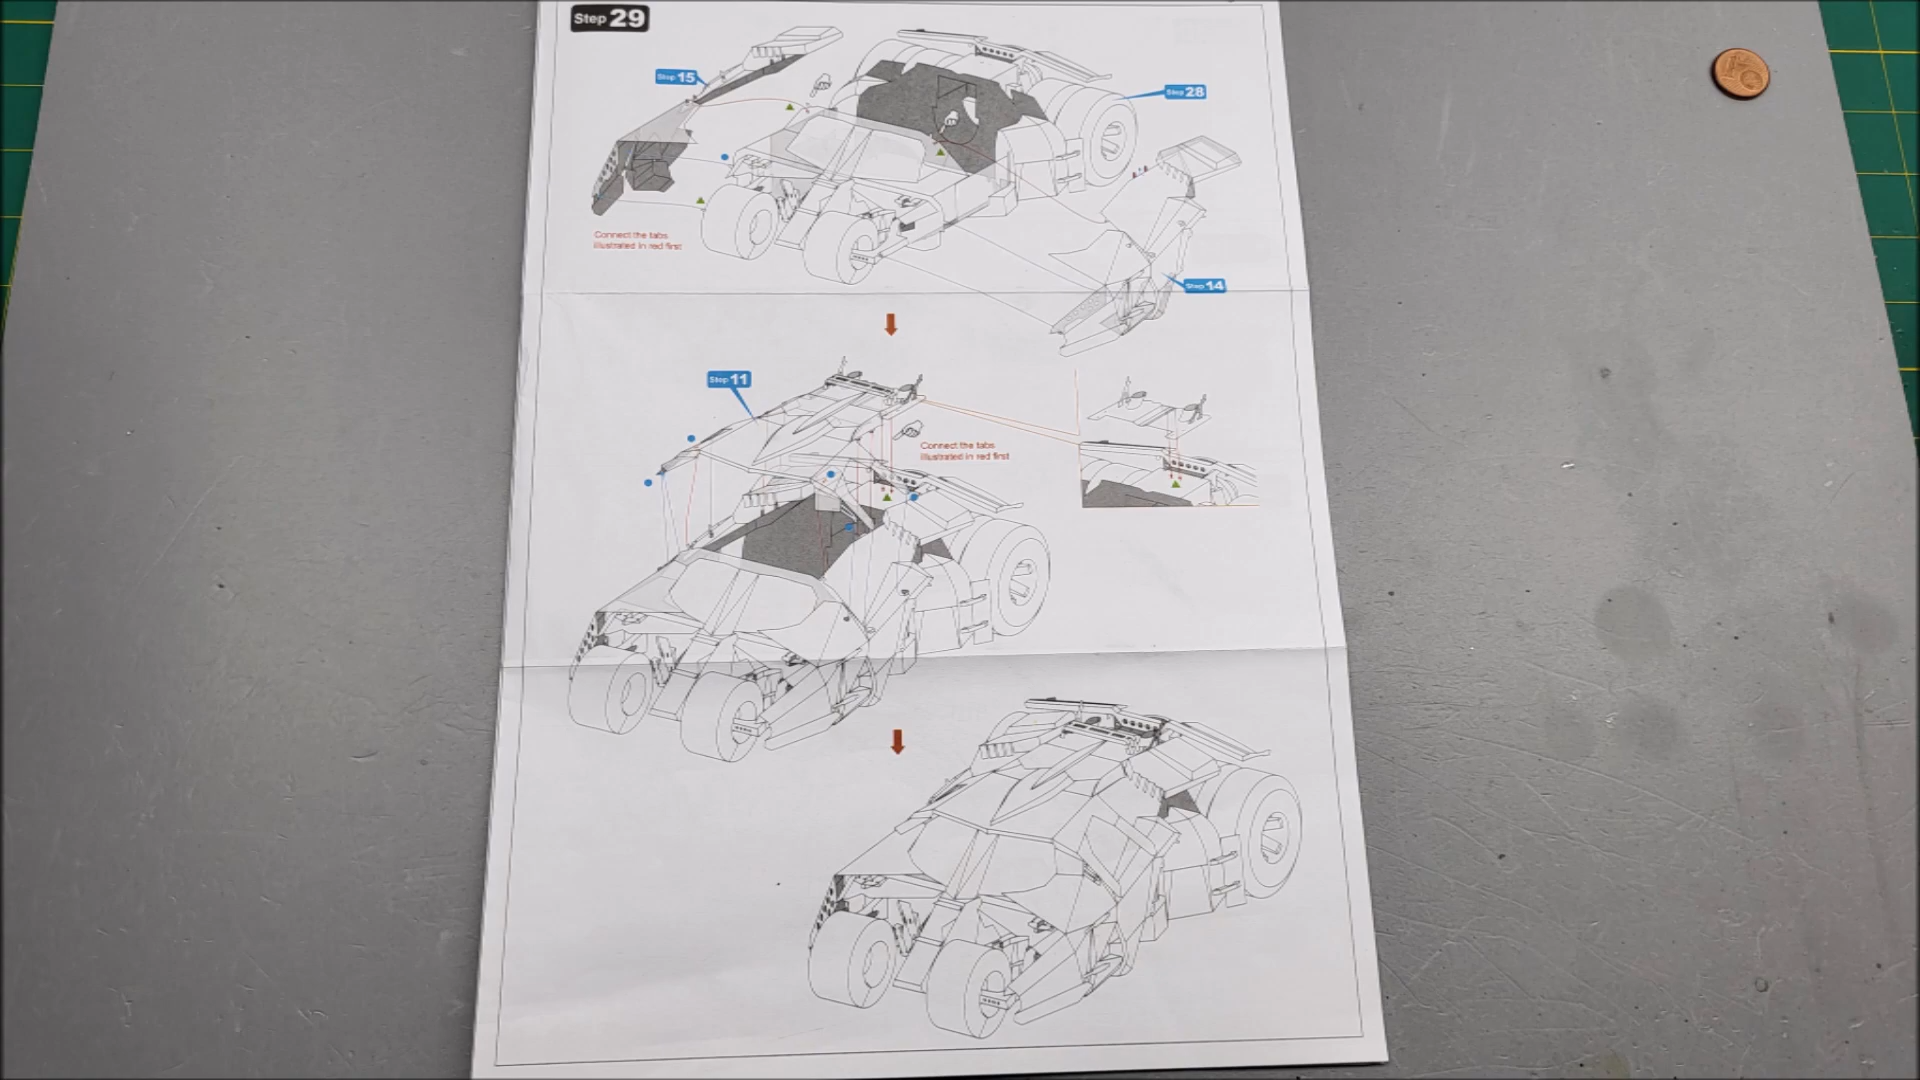 Step 29
Step 15
Step 28
Connect the tabs
illustrated in red first
Step 14
Step 11
Connect the tabs
illustrated in red first